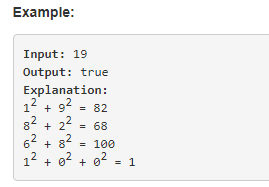 Example:
Input: 19
Output: true
Explanation:
1² + 9² = 82
8² + 2² = 68
6² + 8² = 100
1² + 0² + 0² = 1